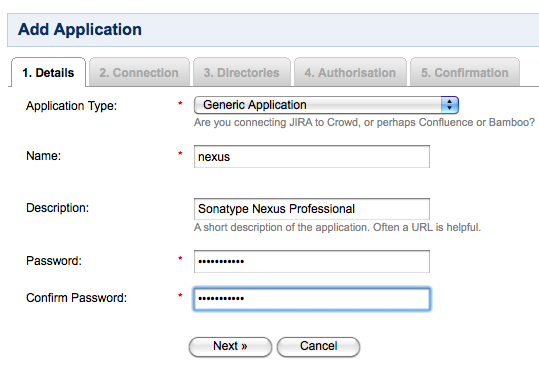 Add Application
1. Details 2. Connection 3. Directories 4. Authorisation 5. Confirmation
Application Type: * Generic Application
Are you connecting JIRA to Crowd, or perhaps Confluence or Bamboo?
Name: * nexus
Description: Sonatype Nexus Professional
A short description of the application. Often a URL is helpful.
Password: * •••••••••••
Confirm Password: * •••••••••••
Next » Cancel